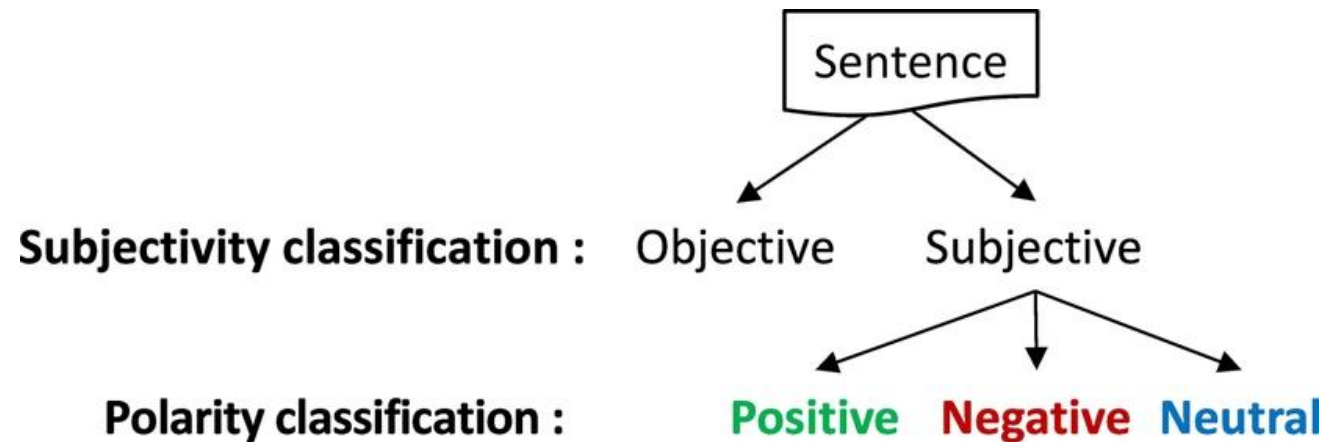 Sentence
Subjectivity classification : Objective Subjective
Polarity classification : Positive Negative Neutral